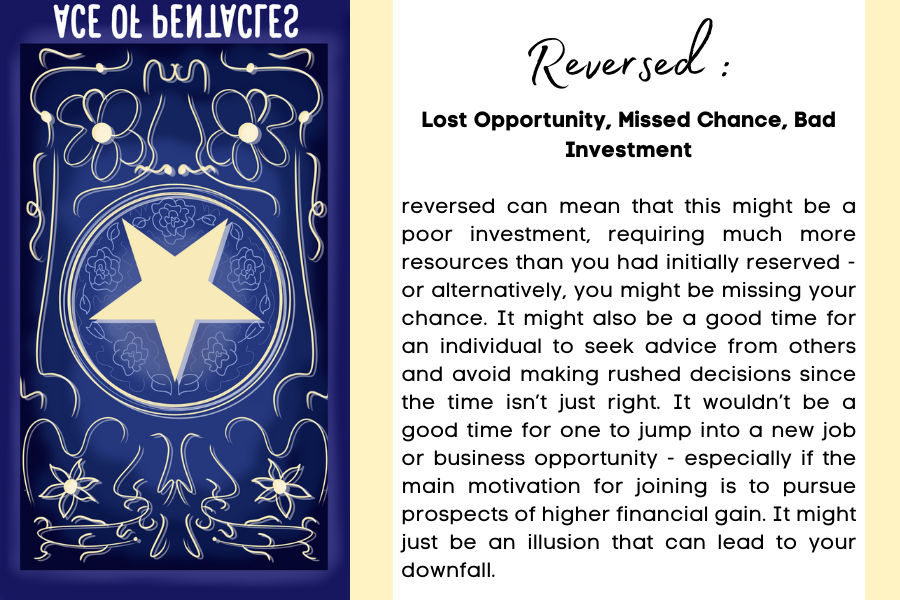 ACE OF PENTACLES
Reversed :
Lost Opportunity, Missed Chance, Bad
Investment
reversed can mean that this might be a
poor investment, requiring much more
resources than you had initially reserved -
or alternatively, you might be missing your
chance. It might also be a good time for
an individual to seek advice from others
and avoid making rushed decisions since
the time isn’t just right. It wouldn’t be a
good time for one to jump into a new job
or business opportunity - especially if the
main motivation for joining is to pursue
prospects of higher financial gain. It might
just be an illusion that can lead to your
downfall.